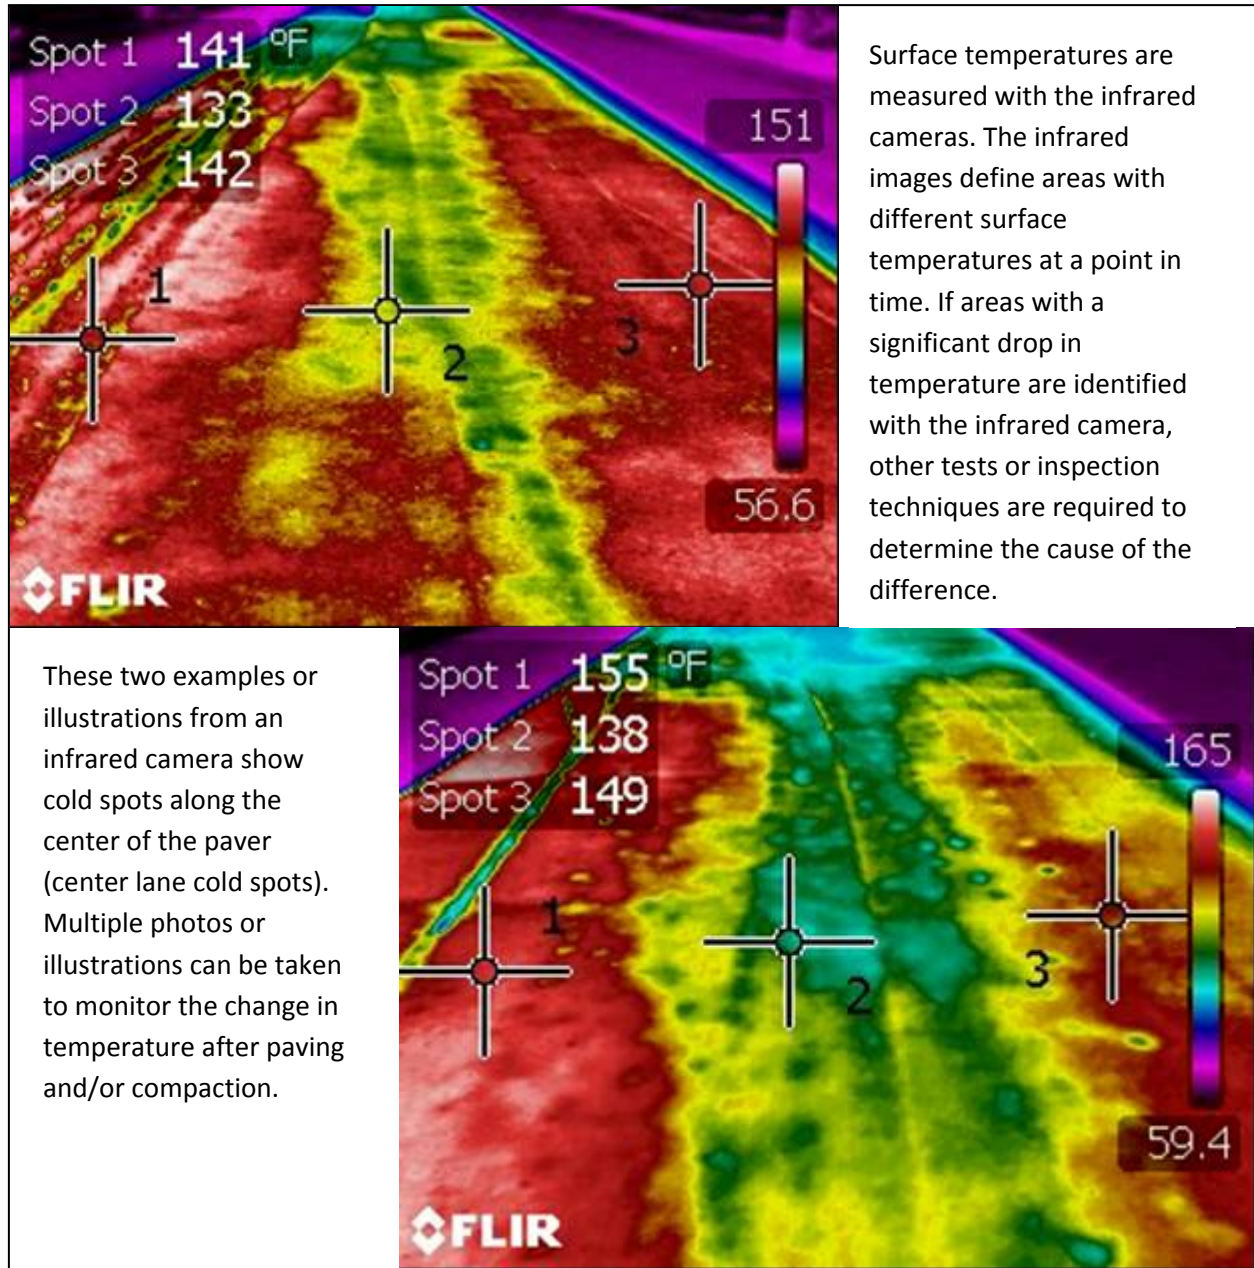 Spot 1 141 °F
Spot 2 133
Spot 3 142
151
1
2
3
56.6
FLIR
Surface temperatures are
measured with the infrared
cameras. The infrared
images define areas with
different surface
temperatures at a point in
time. If areas with a
significant drop in
temperature are identified
with the infrared camera,
other tests or inspection
techniques are required to
determine the cause of the
difference.
These two examples or
illustrations from an
infrared camera show
cold spots along the
center of the paver
(center lane cold spots).
Multiple photos or
illustrations can be taken
to monitor the change in
temperature after paving
and/or compaction.
Spot 1 155 °F
Spot 2 138
Spot 3 149
165
1
2
3
59.4
FLIR